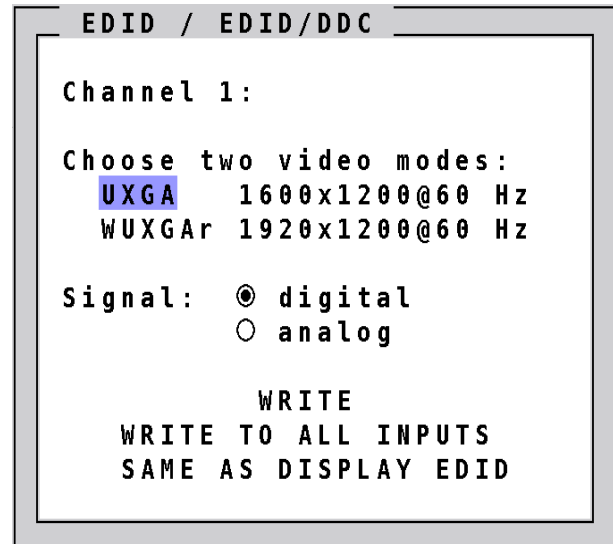 EDID / EDID/DDC
Channel 1:
Choose two video modes:
UXGA 1600x1200@60 Hz
WUXGAr 1920x1200@60 Hz
Signal: ◉ digital
○ analog
WRITE
WRITE TO ALL INPUTS
SAME AS DISPLAY EDID